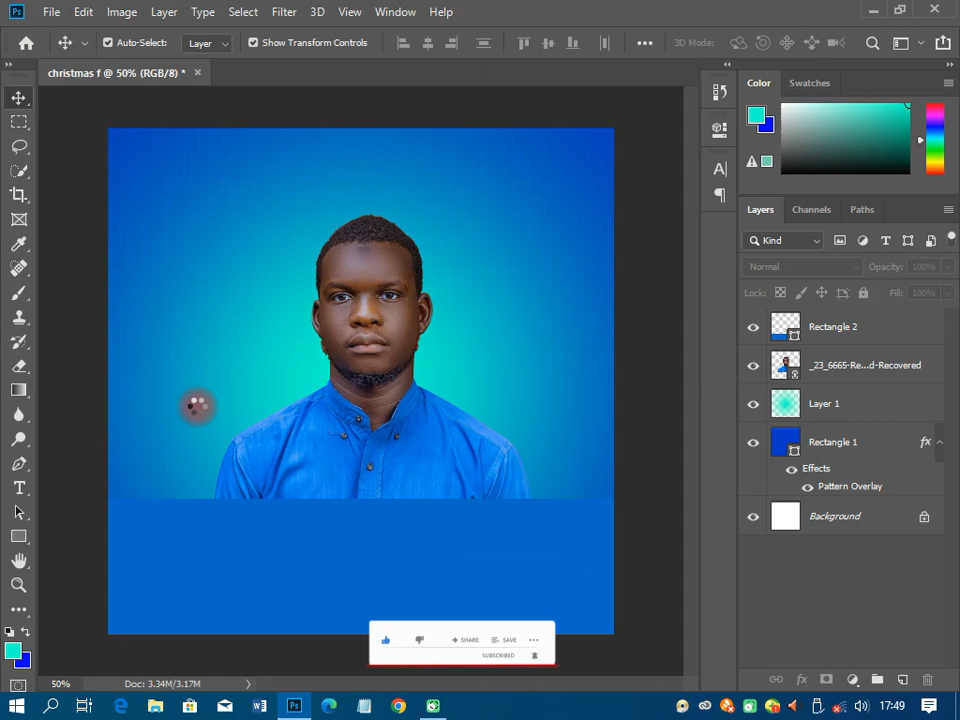 Ps File Edit Image Layer Type Select Filter 3D View Window Help
Auto-Select: Layer Show Transform Controls 3D Mode:
christmas f @ 50% (RGB/8) * ×
Color Swatches
Layers Channels Paths
Kind
Normal Opacity: 100%
Lock: Fill: 100%
Rectangle 2
_23_6665-Re...d-Recovered
Layer 1
Rectangle 1 fx
Effects
Pattern Overlay
Background
SHARE SAVE
SUBSCRIBED
50% Doc: 3.34M/3.17M
17:49